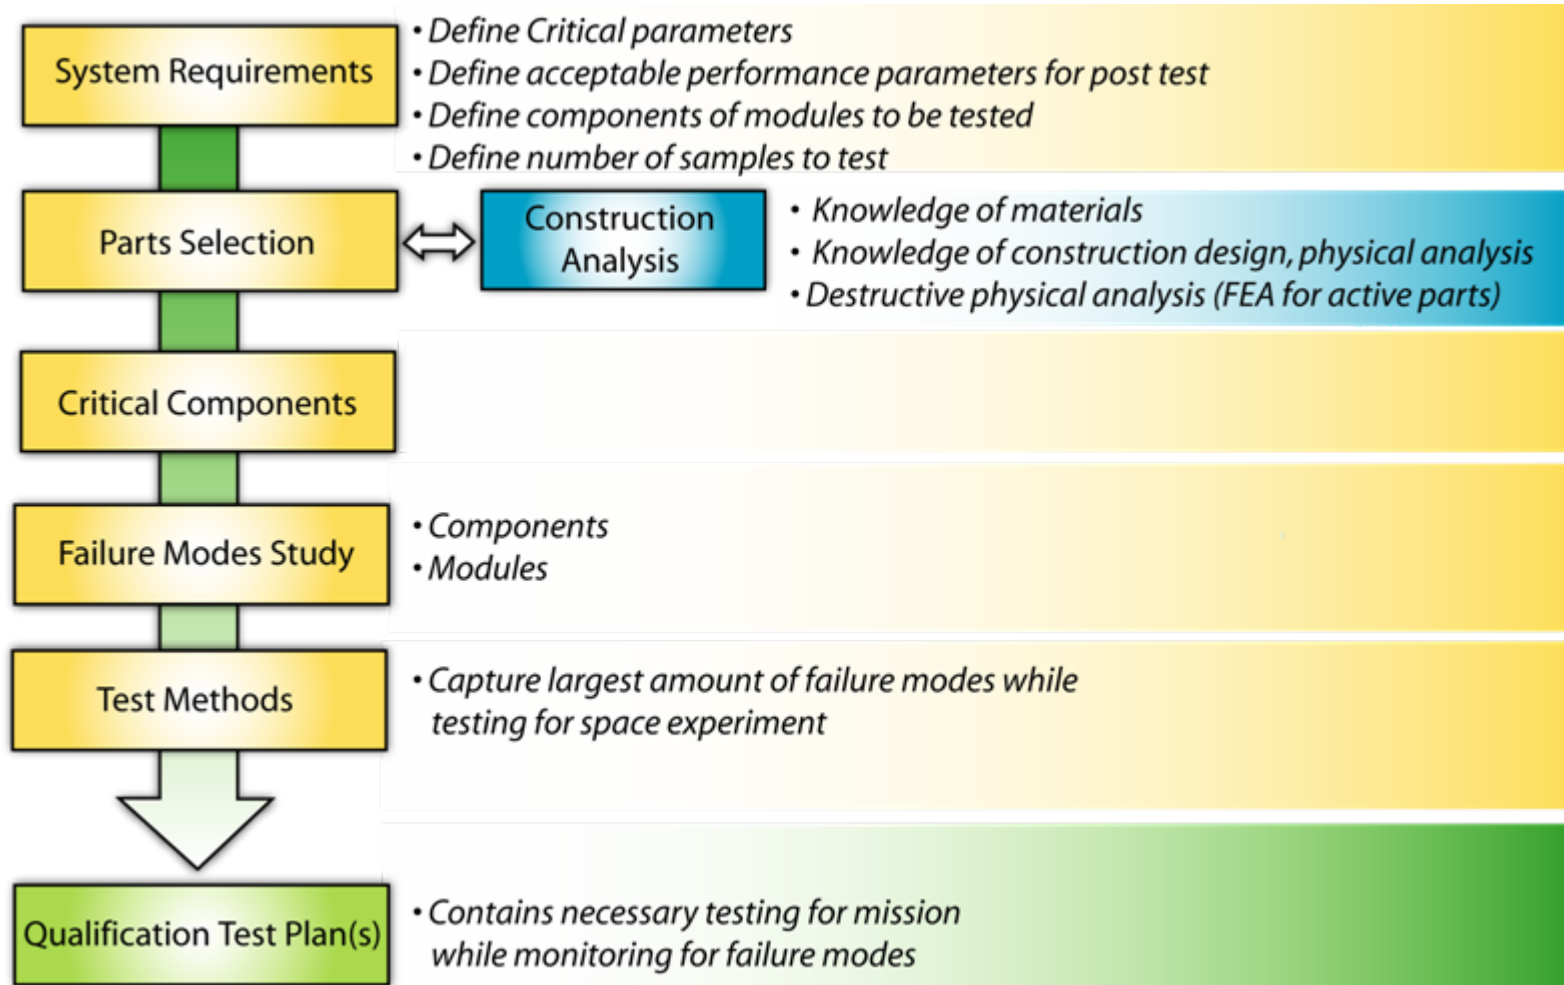 System Requirements
• Define Critical parameters
• Define acceptable performance parameters for post test
• Define components of modules to be tested
• Define number of samples to test
Parts Selection
Construction
Analysis
• Knowledge of materials
• Knowledge of construction design, physical analysis
• Destructive physical analysis (FEA for active parts)
Critical Components
Failure Modes Study
• Components
• Modules
Test Methods
• Capture largest amount of failure modes while
testing for space experiment
Qualification Test Plan(s)
• Contains necessary testing for mission
while monitoring for failure modes